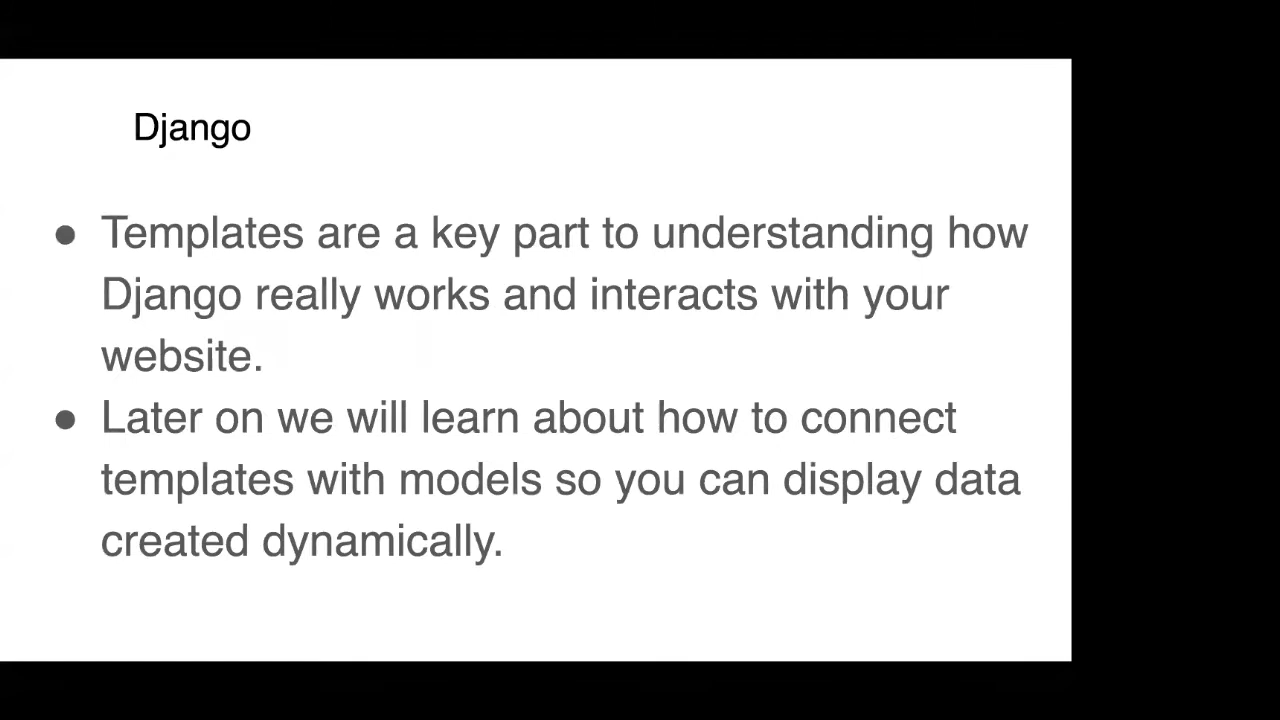 Django
● Templates are a key part to understanding how
Django really works and interacts with your
website.
● Later on we will learn about how to connect
templates with models so you can display data
created dynamically.